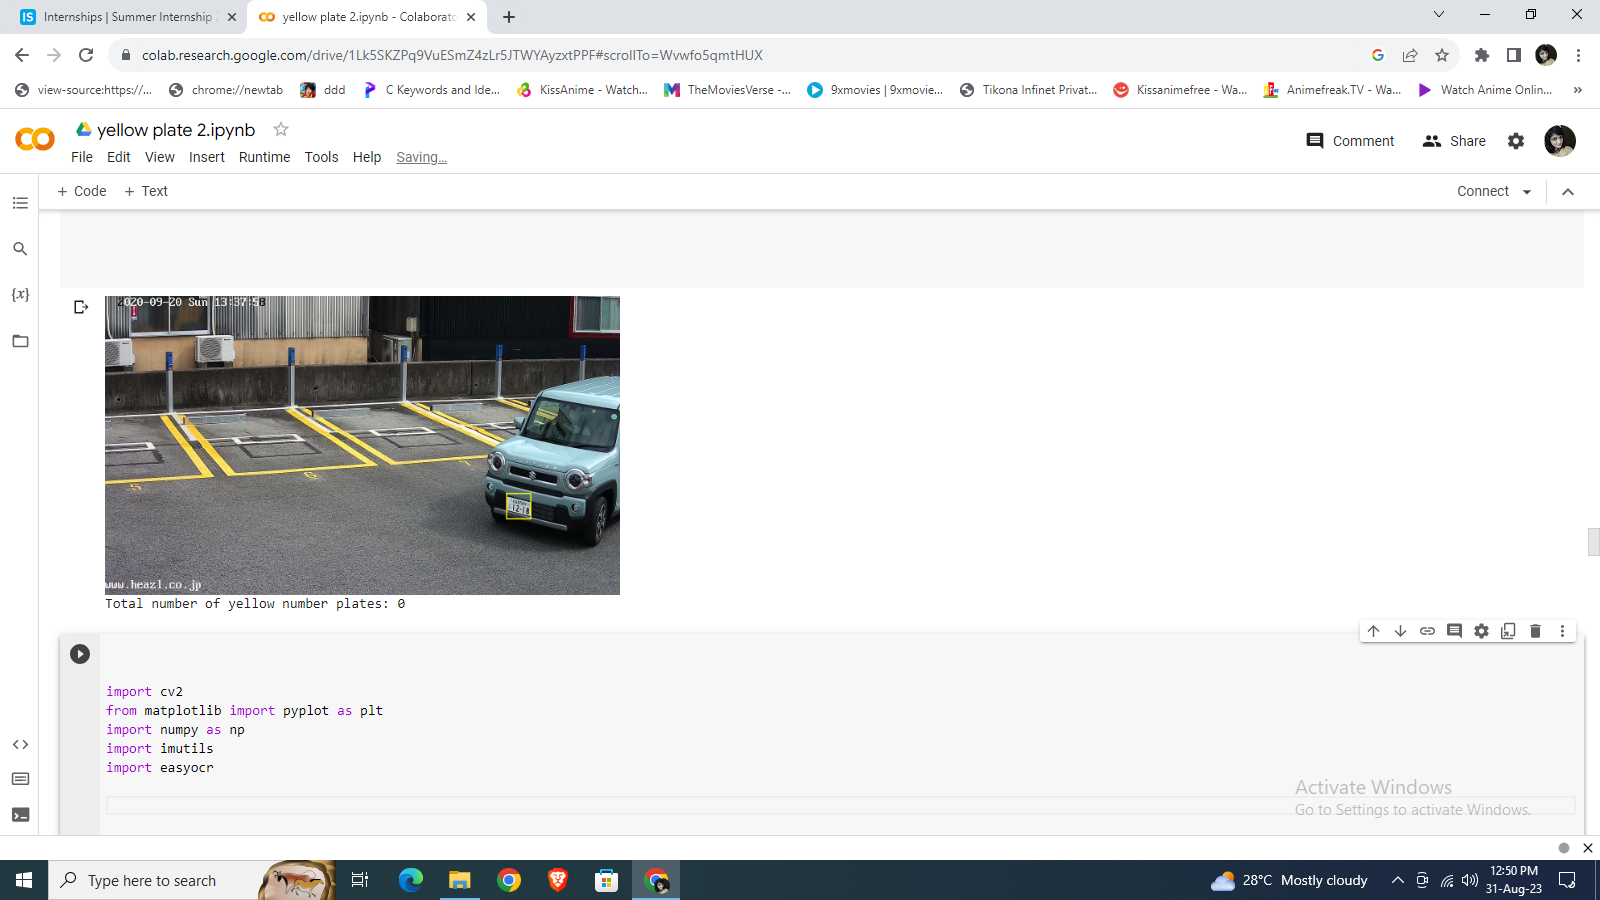 Internships | Summer Internship
yellow plate 2.ipynb - Colaborato
colab.research.google.com/drive/1Lk5SKZPq9VuESmZ4zLr5JTWYAyzxtPPF#scrollTo=Wvwfo5qmtHUX
view-source:https://...
chrome://newtab
ddd
C Keywords and Ide...
KissAnime - Watch...
TheMoviesVerse -...
9xmovies | 9xmovie...
Tikona Infinet Privat...
Kissanimefree - Wa...
Animefreak.TV - Wa...
Watch Anime Onlin...
yellow plate 2.ipynb
File Edit View Insert Runtime Tools Help Saving...
Comment
Share
+ Code + Text
Connect
2020-09-20 Sun 13:37:58
www.heazl.co.jp
Total number of yellow number plates: 0
import cv2
from matplotlib import pyplot as plt
import numpy as np
import imutils
import easyocr
Activate Windows
Go to Settings to activate Windows.
Type here to search
28°C Mostly cloudy
12:50 PM
31-Aug-23